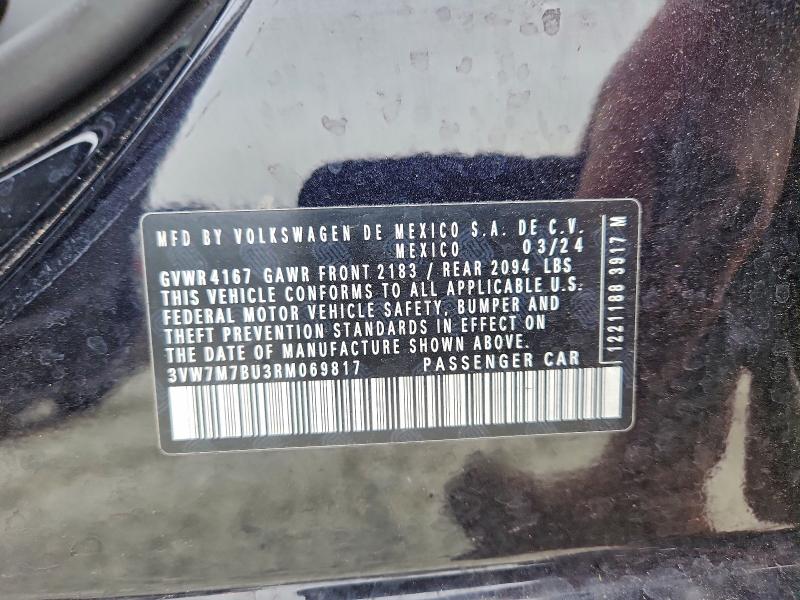 MFD BY VOLKSWAGEN DE MEXICO S.A. DE C.V.
MEXICO 03/24
GVWR 4167 GAWR FRONT 2183 / REAR 2094 LBS
THIS VEHICLE CONFORMS TO ALL APPLICABLE U.S.
FEDERAL MOTOR VEHICLE SAFETY, BUMPER AND
THEFT PREVENTION STANDARDS IN EFFECT ON
THE DATE OF MANUFACTURE SHOWN ABOVE.
3VW7M7BU3RM069817 PASSENGER CAR
1221188 3917 M